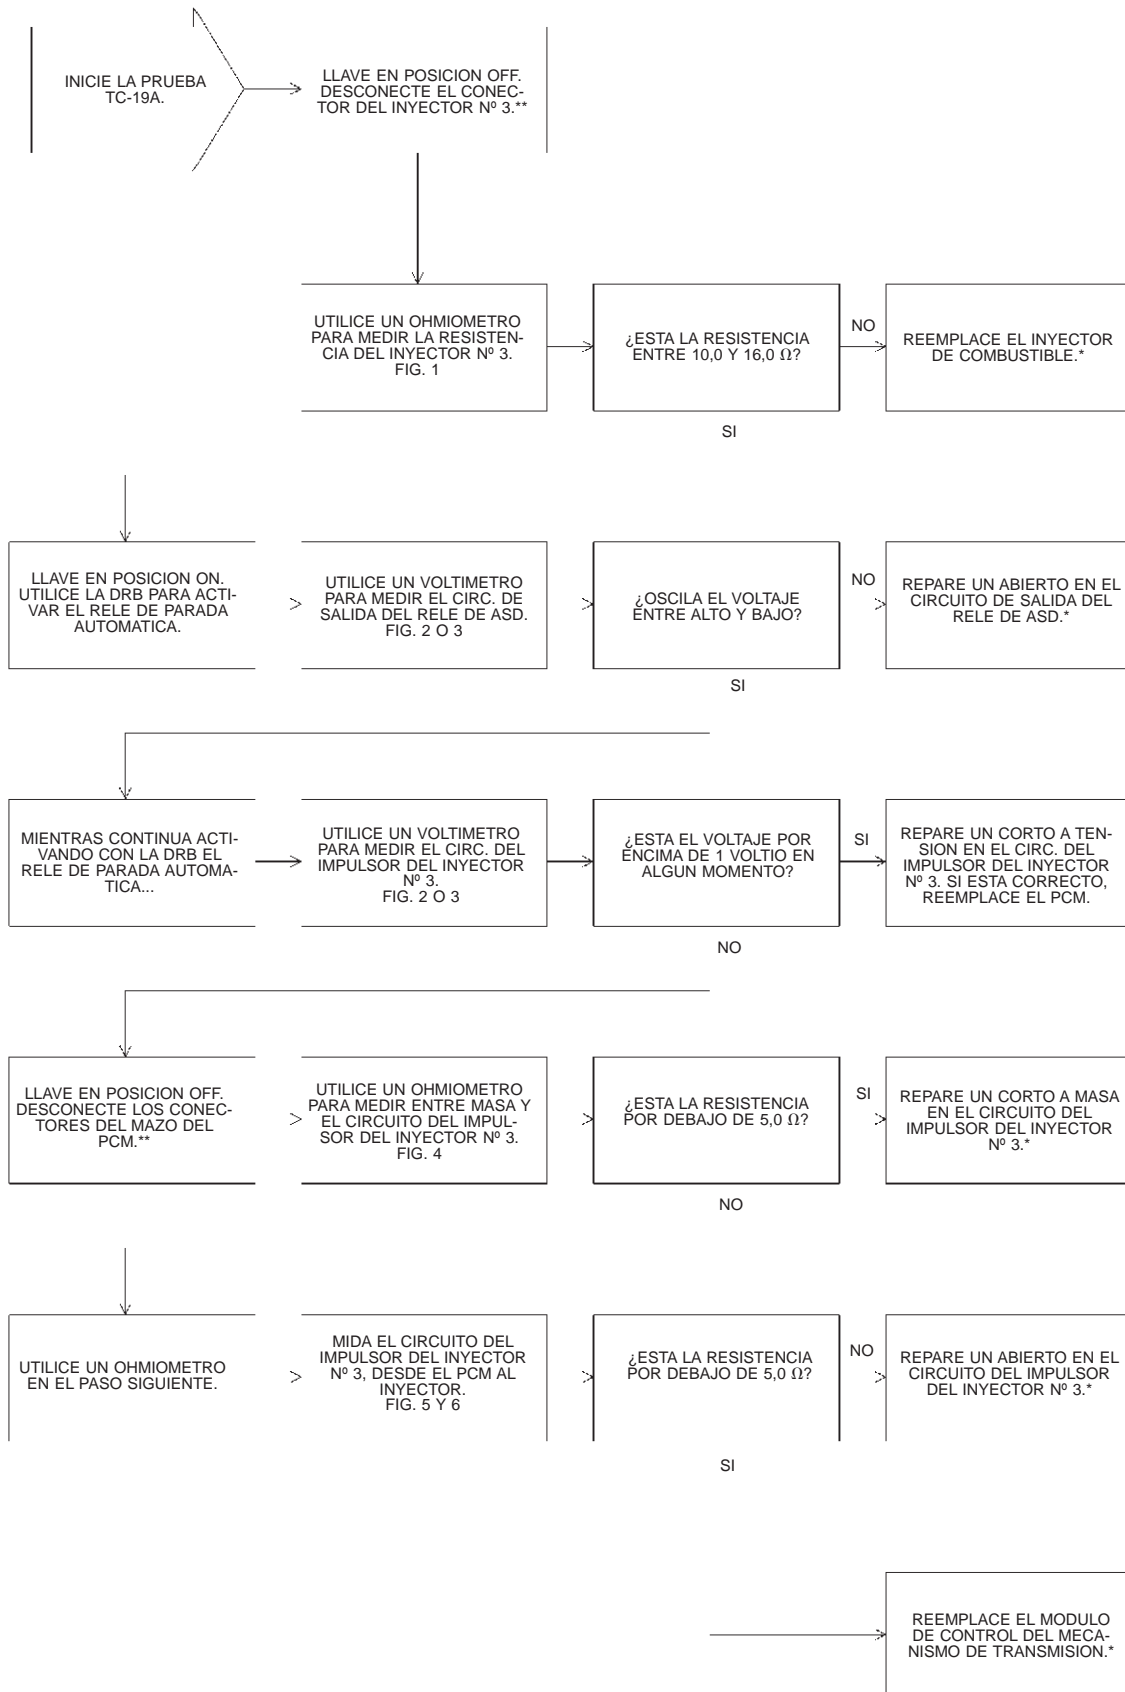 INICIE LA PRUEBA
TC-19A.
LLAVE EN POSICION OFF.
DESCONECTE EL CONEC-
TOR DEL INYECTOR Nº 3.**
UTILICE UN OHMIOMETRO
PARA MEDIR LA RESISTEN-
CIA DEL INYECTOR Nº 3.
FIG. 1
¿ESTA LA RESISTENCIA
ENTRE 10,0 Y 16,0 Ω?
NO
REEMPLACE EL INYECTOR
DE COMBUSTIBLE.*
SI
LLAVE EN POSICION ON.
UTILICE LA DRB PARA ACTI-
VAR EL RELE DE PARADA
AUTOMATICA.
UTILICE UN VOLTIMETRO
PARA MEDIR EL CIRC. DE
SALIDA DEL RELE DE ASD.
FIG. 2 O 3
¿OSCILA EL VOLTAJE
ENTRE ALTO Y BAJO?
NO
REPARE UN ABIERTO EN EL
CIRCUITO DE SALIDA DEL
RELE DE ASD.*
SI
MIENTRAS CONTINUA ACTI-
VANDO CON LA DRB EL
RELE DE PARADA AUTOMA-
TICA...
UTILICE UN VOLTIMETRO
PARA MEDIR EL CIRC. DEL
IMPULSOR DEL INYECTOR
Nº 3.
FIG. 2 O 3
¿ESTA EL VOLTAJE POR
ENCIMA DE 1 VOLTIO EN
ALGUN MOMENTO?
SI
REPARE UN CORTO A TEN-
SION EN EL CIRC. DEL
IMPULSOR DEL INYECTOR
Nº 3. SI ESTA CORRECTO,
REEMPLACE EL PCM.
NO
LLAVE EN POSICION OFF.
DESCONECTE LOS CONEC-
TORES DEL MAZO DEL
PCM.**
UTILICE UN OHMIOMETRO
PARA MEDIR ENTRE MASA Y
EL CIRCUITO DEL IMPUL-
SOR DEL INYECTOR Nº 3.
FIG. 4
¿ESTA LA RESISTENCIA
POR DEBAJO DE 5,0 Ω?
SI
REPARE UN CORTO A MASA
EN EL CIRCUITO DEL
IMPULSOR DEL INYECTOR
Nº 3.*
NO
UTILICE UN OHMIOMETRO
EN EL PASO SIGUIENTE.
MIDA EL CIRCUITO DEL
IMPULSOR DEL INYECTOR
Nº 3, DESDE EL PCM AL
INYECTOR.
FIG. 5 Y 6
¿ESTA LA RESISTENCIA
POR DEBAJO DE 5,0 Ω?
NO
REPARE UN ABIERTO EN EL
CIRCUITO DEL IMPULSOR
DEL INYECTOR Nº 3.*
SI
REEMPLACE EL MODULO
DE CONTROL DEL MECA-
NISMO DE TRANSMISION.*